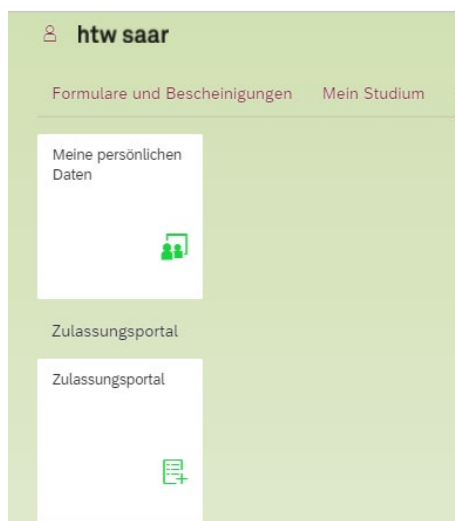 htw saar
Formulare und Bescheinigungen Mein Studium
Meine persönlichen
Daten
Zulassungsportal
Zulassungsportal